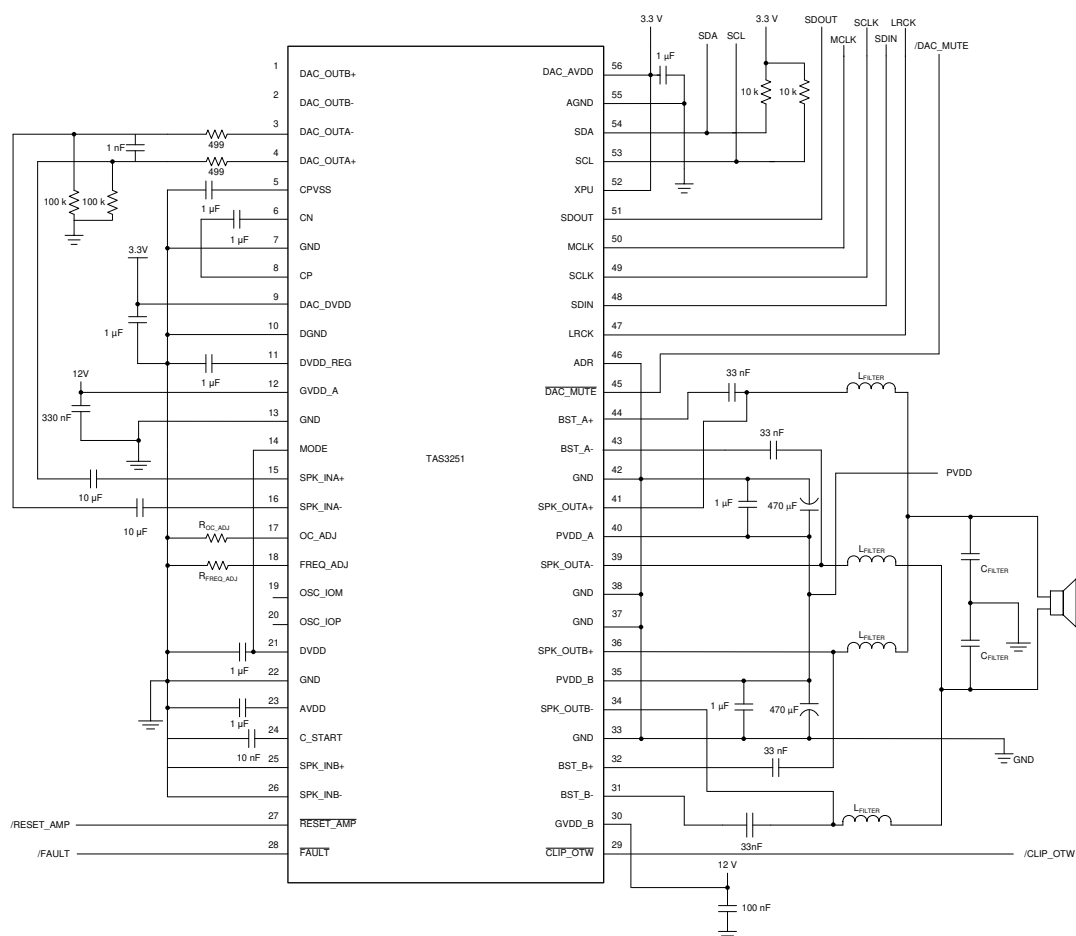 3.3 V
3.3 V
SDOUT
SCLK
LRCK
SDA
SCL
MCLK
SDIN
/DAC_MUTE
1 µF
10 k
10 k
1
DAC_OUTB+
2
DAC_OUTB-
3
DAC_OUTA-
499
1 nF
4
DAC_OUTA+
499
5
CPVSS
1 µF
100 k
100 k
6
CN
1 µF
7
GND
3.3V
8
CP
9
DAC_DVDD
1 µF
10
DGND
11
DVDD_REG
1 µF
12V
12
GVDD_A
330 nF
13
GND
14
MODE
15
SPK_INA+
10 µF
16
SPK_INA-
10 µF
ROC_ADJ
17
OC_ADJ
18
FREQ_ADJ
RFREQ_ADJ
19
OSC_IOM
20
OSC_IOP
21
DVDD
1 µF
22
GND
23
AVDD
1 µF
24
C_START
10 nF
25
SPK_INB+
26
SPK_INB-
/RESET_AMP
27
RESET_AMP
/FAULT
28
FAULT
TAS3251
DAC_AVDD
56
AGND
55
SDA
54
SCL
53
XPU
52
SDOUT
51
MCLK
50
SCLK
49
SDIN
48
LRCK
47
ADR
46
DAC_MUTE
45
33 nF
LFILTER
BST_A+
44
BST_A-
43
33 nF
GND
42
PVDD
SPK_OUTA+
41
1 µF
470 µF
PVDD_A
40
SPK_OUTA-
39
LFILTER
CFILTER
GND
38
GND
37
SPK_OUTB+
36
LFILTER
CFILTER
PVDD_B
35
SPK_OUTB-
34
1 µF
470 µF
GND
33
GND
BST_B+
32
33 nF
BST_B-
31
LFILTER
GVDD_B
30
33nF
CLIP_OTW
29
/CLIP_OTW
12 V
100 nF